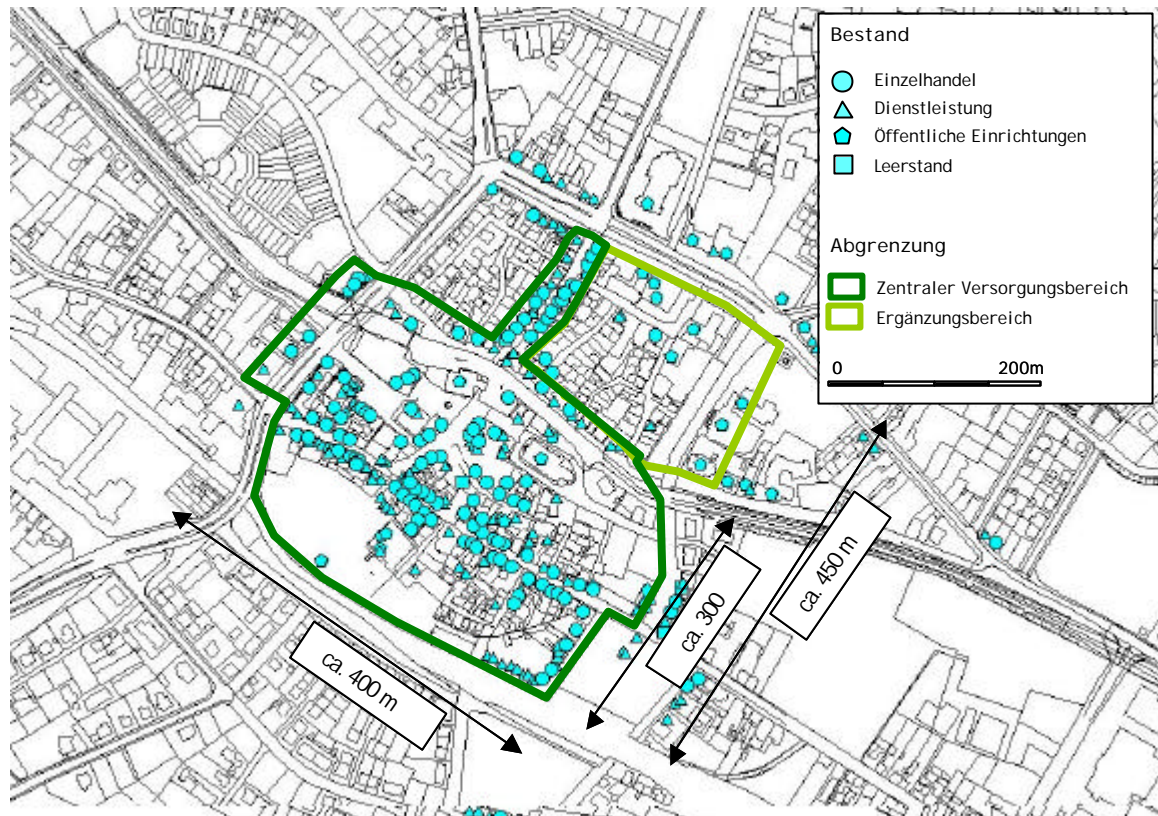 Bestand
Einzelhandel
Dienstleistung
Öffentliche Einrichtungen
Leerstand
Abgrenzung
Zentraler Versorgungsbereich
Ergänzungsbereich
0 200m
ca. 450 m
ca. 300
ca. 400 m